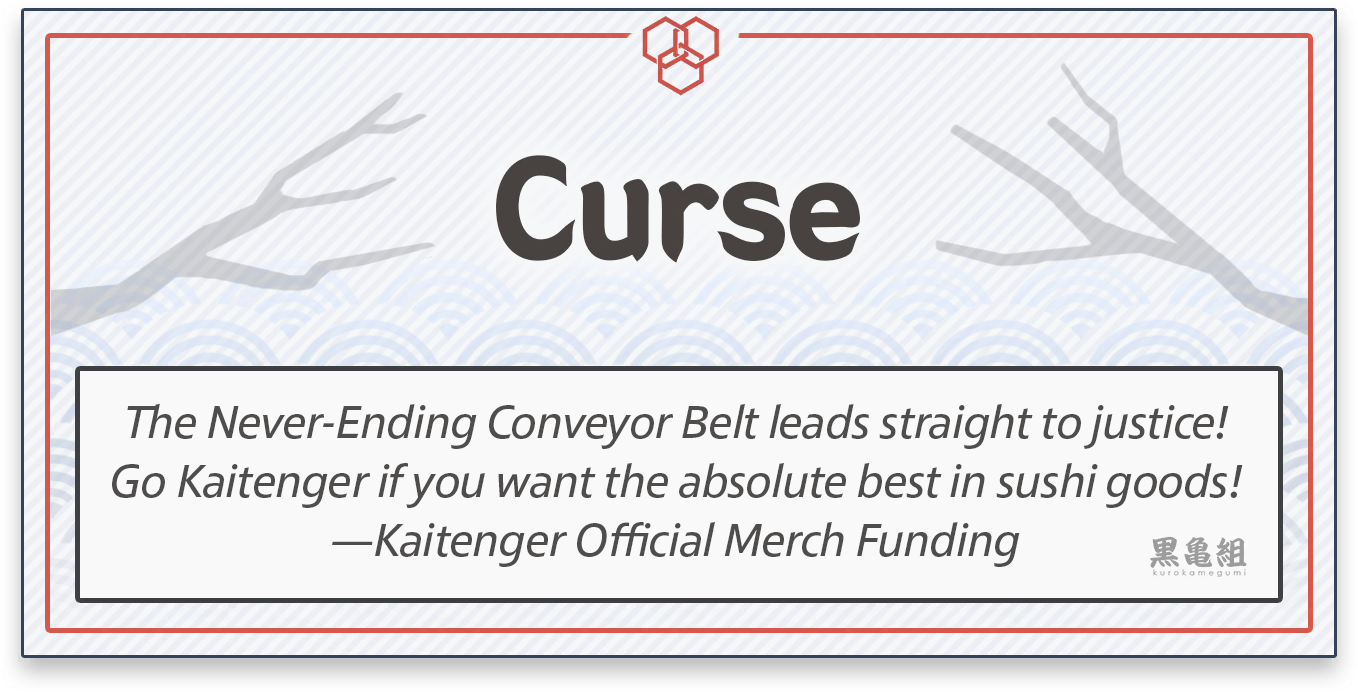 Curse
The Never-Ending Conveyor Belt leads straight to justice!
Go Kaitenger if you want the absolute best in sushi goods!
—Kaitenger Official Merch Funding
黒亀組
kurokamegumi